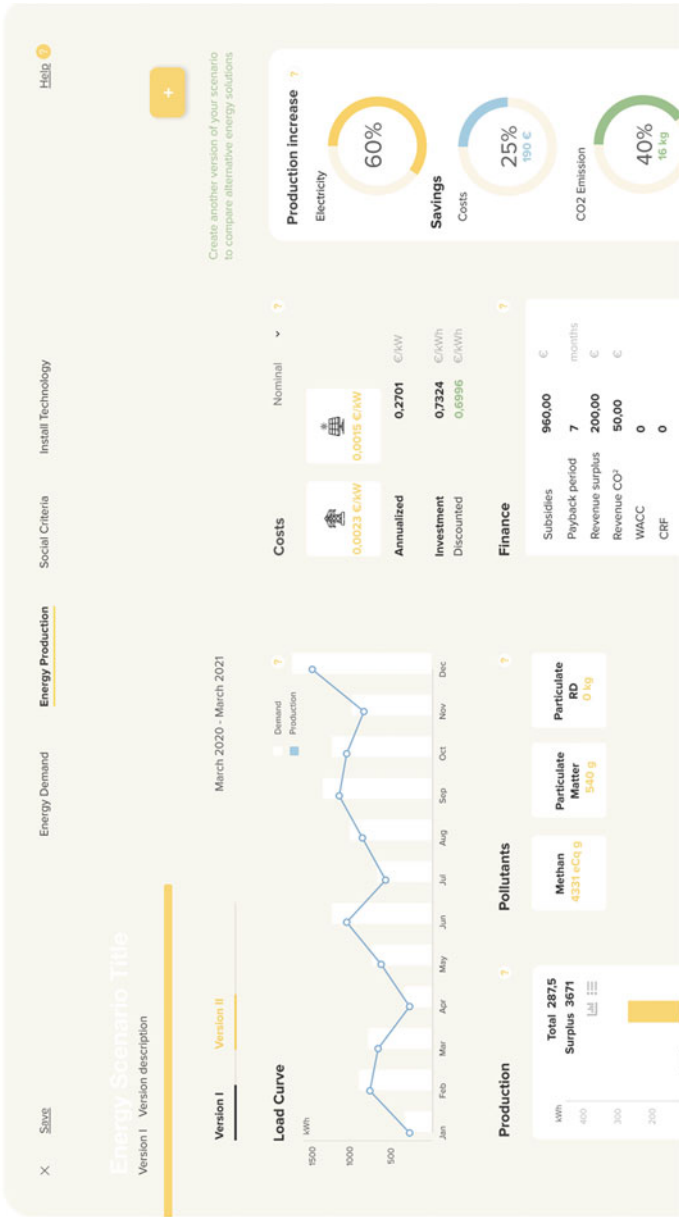 × Save Energy Demand Energy Production Social Criteria Install Technology Help ?
Energy Scenario Title
Version I Version description
+
Version I Version II March 2020 - March 2021
Create another version of your scenario
to compare alternative energy solutions
Load Curve ?
kWh
Demand
Production
1500
1000
500
Jan Feb Mar Apr May Jun Jul Aug Sep Oct Nov Dec
Costs Nominal ?
0,0023 €/kW 0,0015 €/kW
Annualized 0,2701 €/kW
Investment 0,7324 €/kWh
Discounted 0,6996 €/kWh
Production increase ?
Electricity
60%
Savings
Costs
25%
190 €
CO2 Emission
40%
16 kg
Production ?
kWh
Total 287,5
Surplus 3671
400
300
200
Pollutants ?
Methan
4331 eCq g
Particulate
Matter
540 g
Particulate
RD
0 kg
Finance ?
Subsidies 960,00 €
Payback period 7 months
Revenue surplus 200,00 €
Revenue CO² 50,00 €
WACC 0
CRF 0